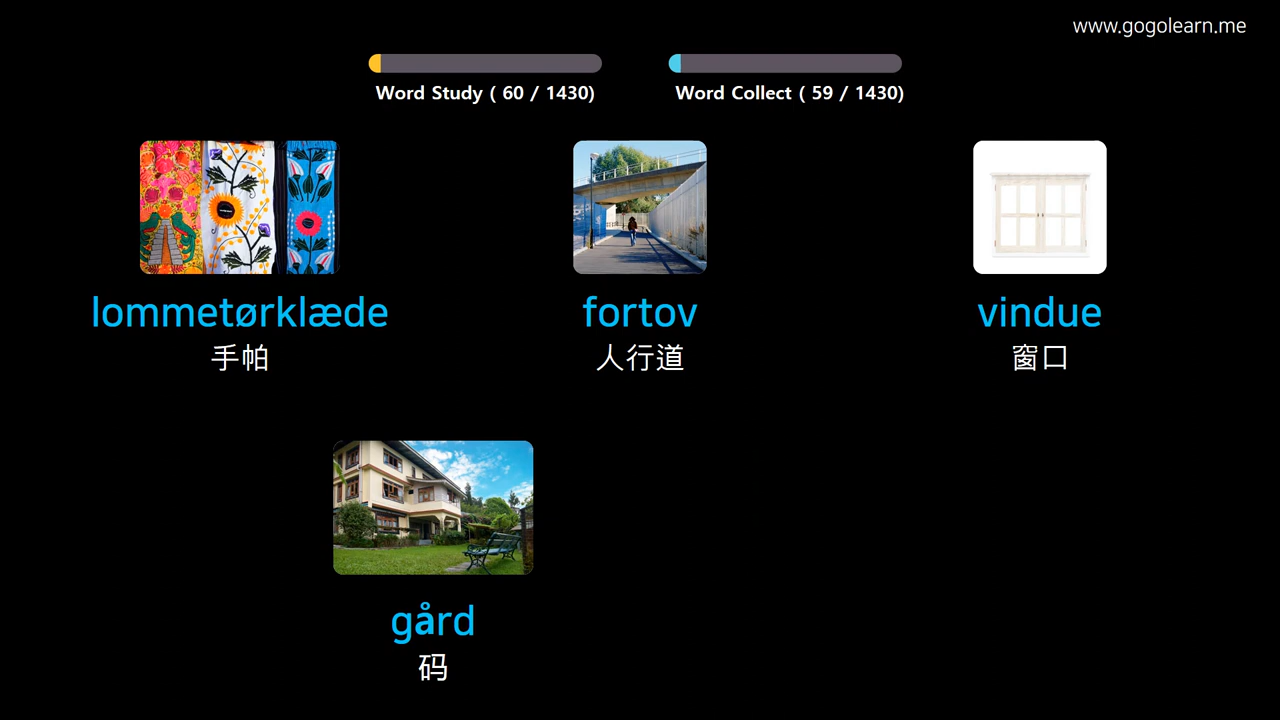 www.gogolearn.me
Word Study ( 60 / 1430)
Word Collect ( 59 / 1430)
lommetørklæde
手帕
fortov
人行道
vindue
窗口
gård
码